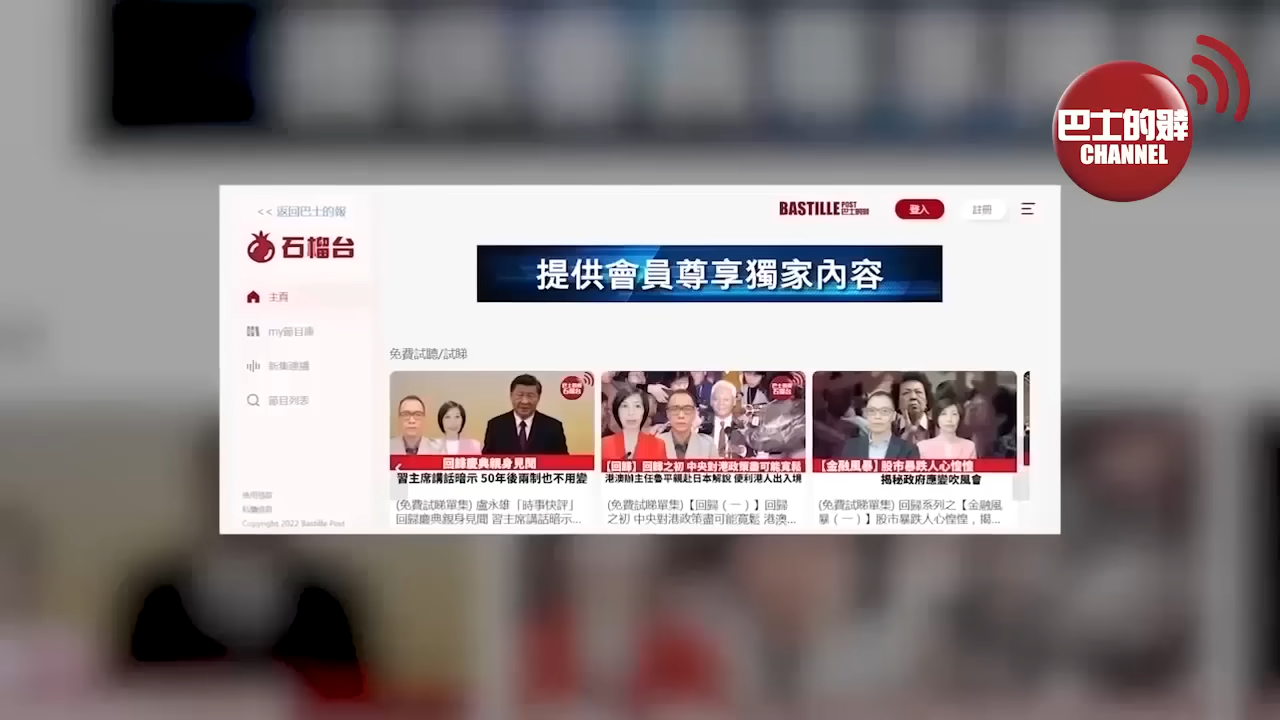 巴士的報
CHANNEL
<< 返回巴士的報
BASTILLE POST
巴士的報
登入
註冊
石榴台
提供會員尊享獨家內容
主頁
my節目庫
新集連播
節目列表
免費試聽/試睇
回歸慶典親身見聞
習主席講話暗示 50年後兩制也不用變
(免費試睇單集) 盧永雄「時事快評」
回歸慶典親身見聞 習主席講話暗示...
【回歸】回歸之初 中央對港政策盡可能寬鬆
港澳辦主任魯平親赴日本解說 便利港人出入境
(免費試睇單集)【回歸（一）】回歸
之初 中央對港政策盡可能寬鬆 港澳...
【金融風暴】股市暴跌人心惶惶
揭秘政府應變吹風會
(免費試睇單集) 回歸系列之【金融風
暴（一）】股市暴跌人心惶惶，揭...
Copyright 2022 Bastille Post